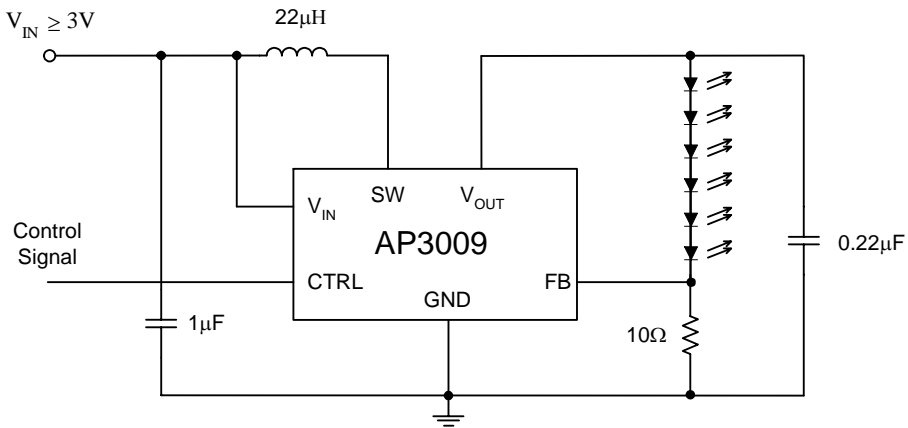 V_IN ≥ 3V
22µH
V_IN
SW
V_OUT
AP3009
Control
Signal
CTRL
FB
GND
0.22µF
1µF
10Ω